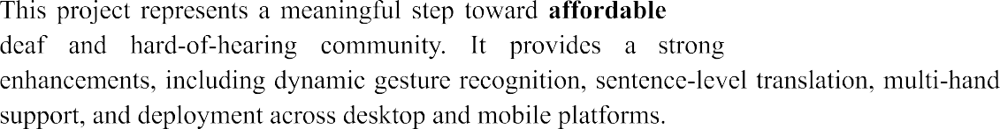 This project represents a meaningful step toward affordable
deaf and hard-of-hearing community. It provides a strong
enhancements, including dynamic gesture recognition, sentence-level translation, multi-hand
support, and deployment across desktop and mobile platforms.